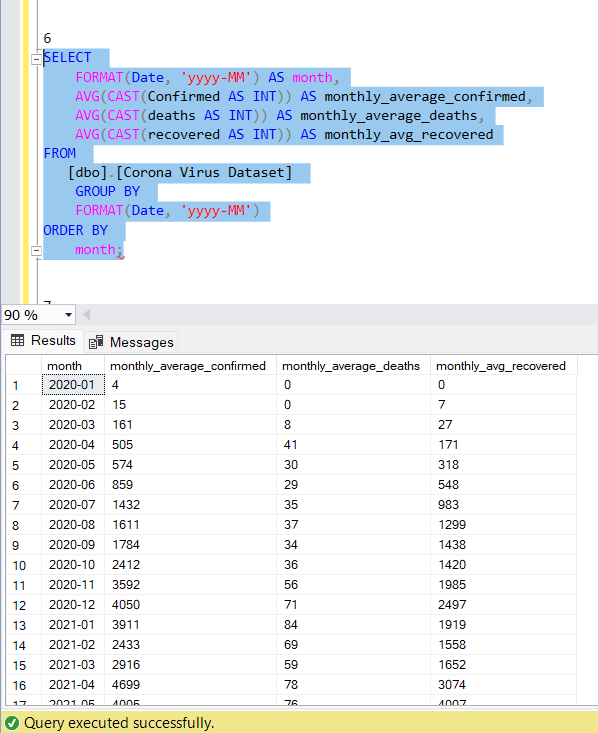 6
SELECT
FORMAT(Date, 'yyyy-MM') AS month,
AVG(CAST(Confirmed AS INT)) AS monthly_average_confirmed,
AVG(CAST(deaths AS INT)) AS monthly_average_deaths,
AVG(CAST(recovered AS INT)) AS monthly_avg_recovered
FROM
[dbo].[Corona Virus Dataset]
GROUP BY
FORMAT(Date, 'yyyy-MM')
ORDER BY
month;
90 %
Results Messages
month monthly_average_confirmed monthly_average_deaths monthly_avg_recovered
1 2020-01 4 0 0
2 2020-02 15 0 7
3 2020-03 161 8 27
4 2020-04 505 41 171
5 2020-05 574 30 318
6 2020-06 859 29 548
7 2020-07 1432 35 983
8 2020-08 1611 37 1299
9 2020-09 1784 34 1438
10 2020-10 2412 36 1420
11 2020-11 3592 56 1985
12 2020-12 4050 71 2497
13 2021-01 3911 84 1919
14 2021-02 2433 69 1558
15 2021-03 2916 59 1652
16 2021-04 4699 78 3074
17 2021-05 4005 76 4007
Query executed successfully.